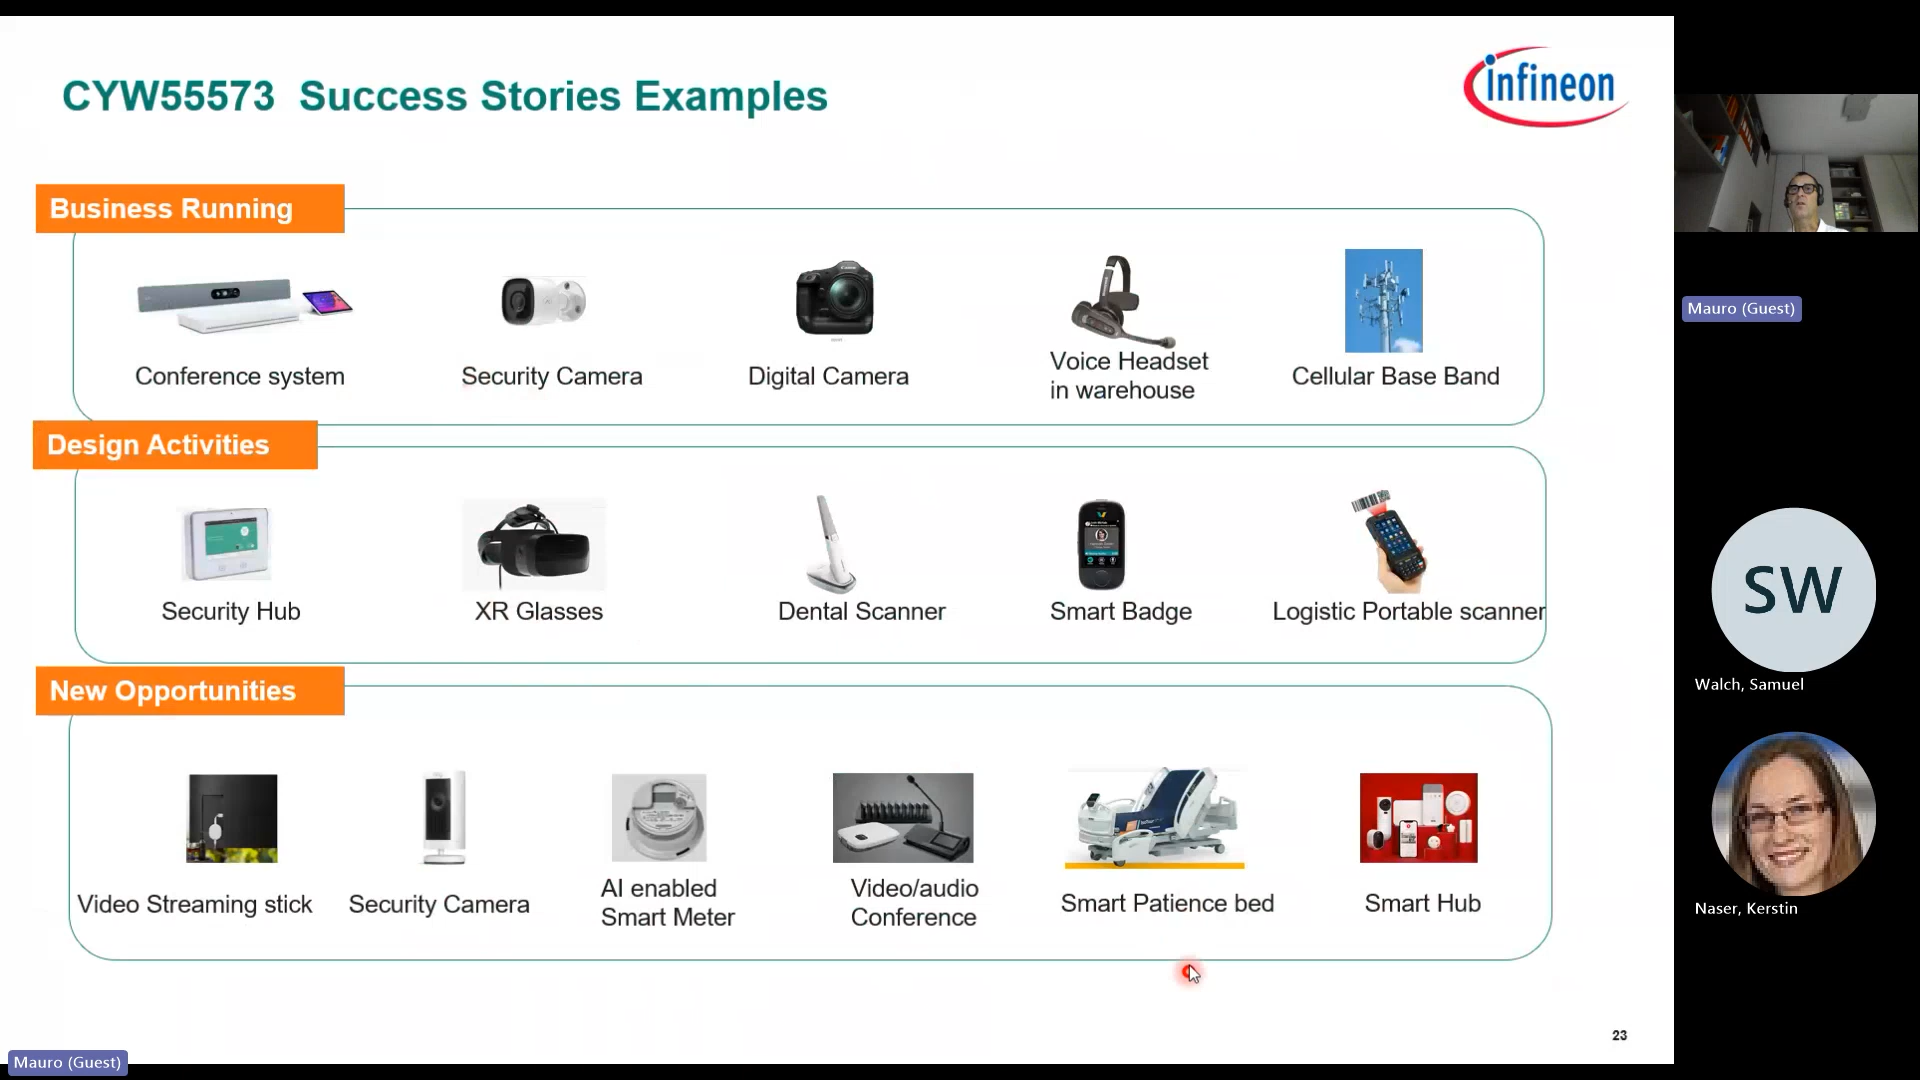 CYW55573 Success Stories Examples
infineon
Business Running
Conference system
Security Camera
Digital Camera
Voice Headset
in warehouse
Cellular Base Band
Design Activities
Security Hub
XR Glasses
Dental Scanner
Smart Badge
Logistic Portable scanner
New Opportunities
Video Streaming stick
Security Camera
AI enabled
Smart Meter
Video/audio
Conference
Smart Patience bed
Smart Hub
23
Mauro (Guest)
Mauro (Guest)
SW
Walch, Samuel
Naser, Kerstin